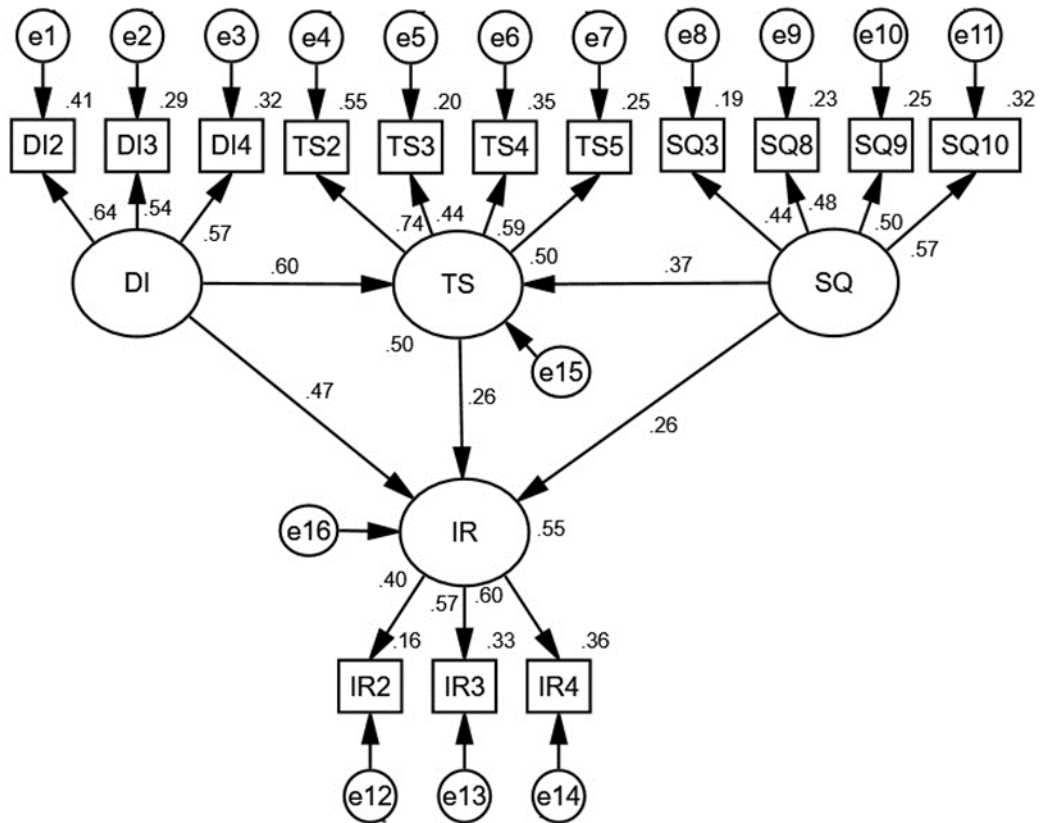 e1 e2 e3 e4 e5 e6 e7 e8 e9 e10 e11
.41 .29 .32 .55 .20 .35 .25 .19 .23 .25 .32
DI2 DI3 DI4 TS2 TS3 TS4 TS5 SQ3 SQ8 SQ9 SQ10
.64 .54 .57 .74 .44 .59 .50 .44 .48 .50 .57
DI .60 TS .37 SQ
.50
e15
.47 .26 .26
e16 IR .55
.40 .57 .60
.16 .33 .36
IR2 IR3 IR4
e12 e13 e14